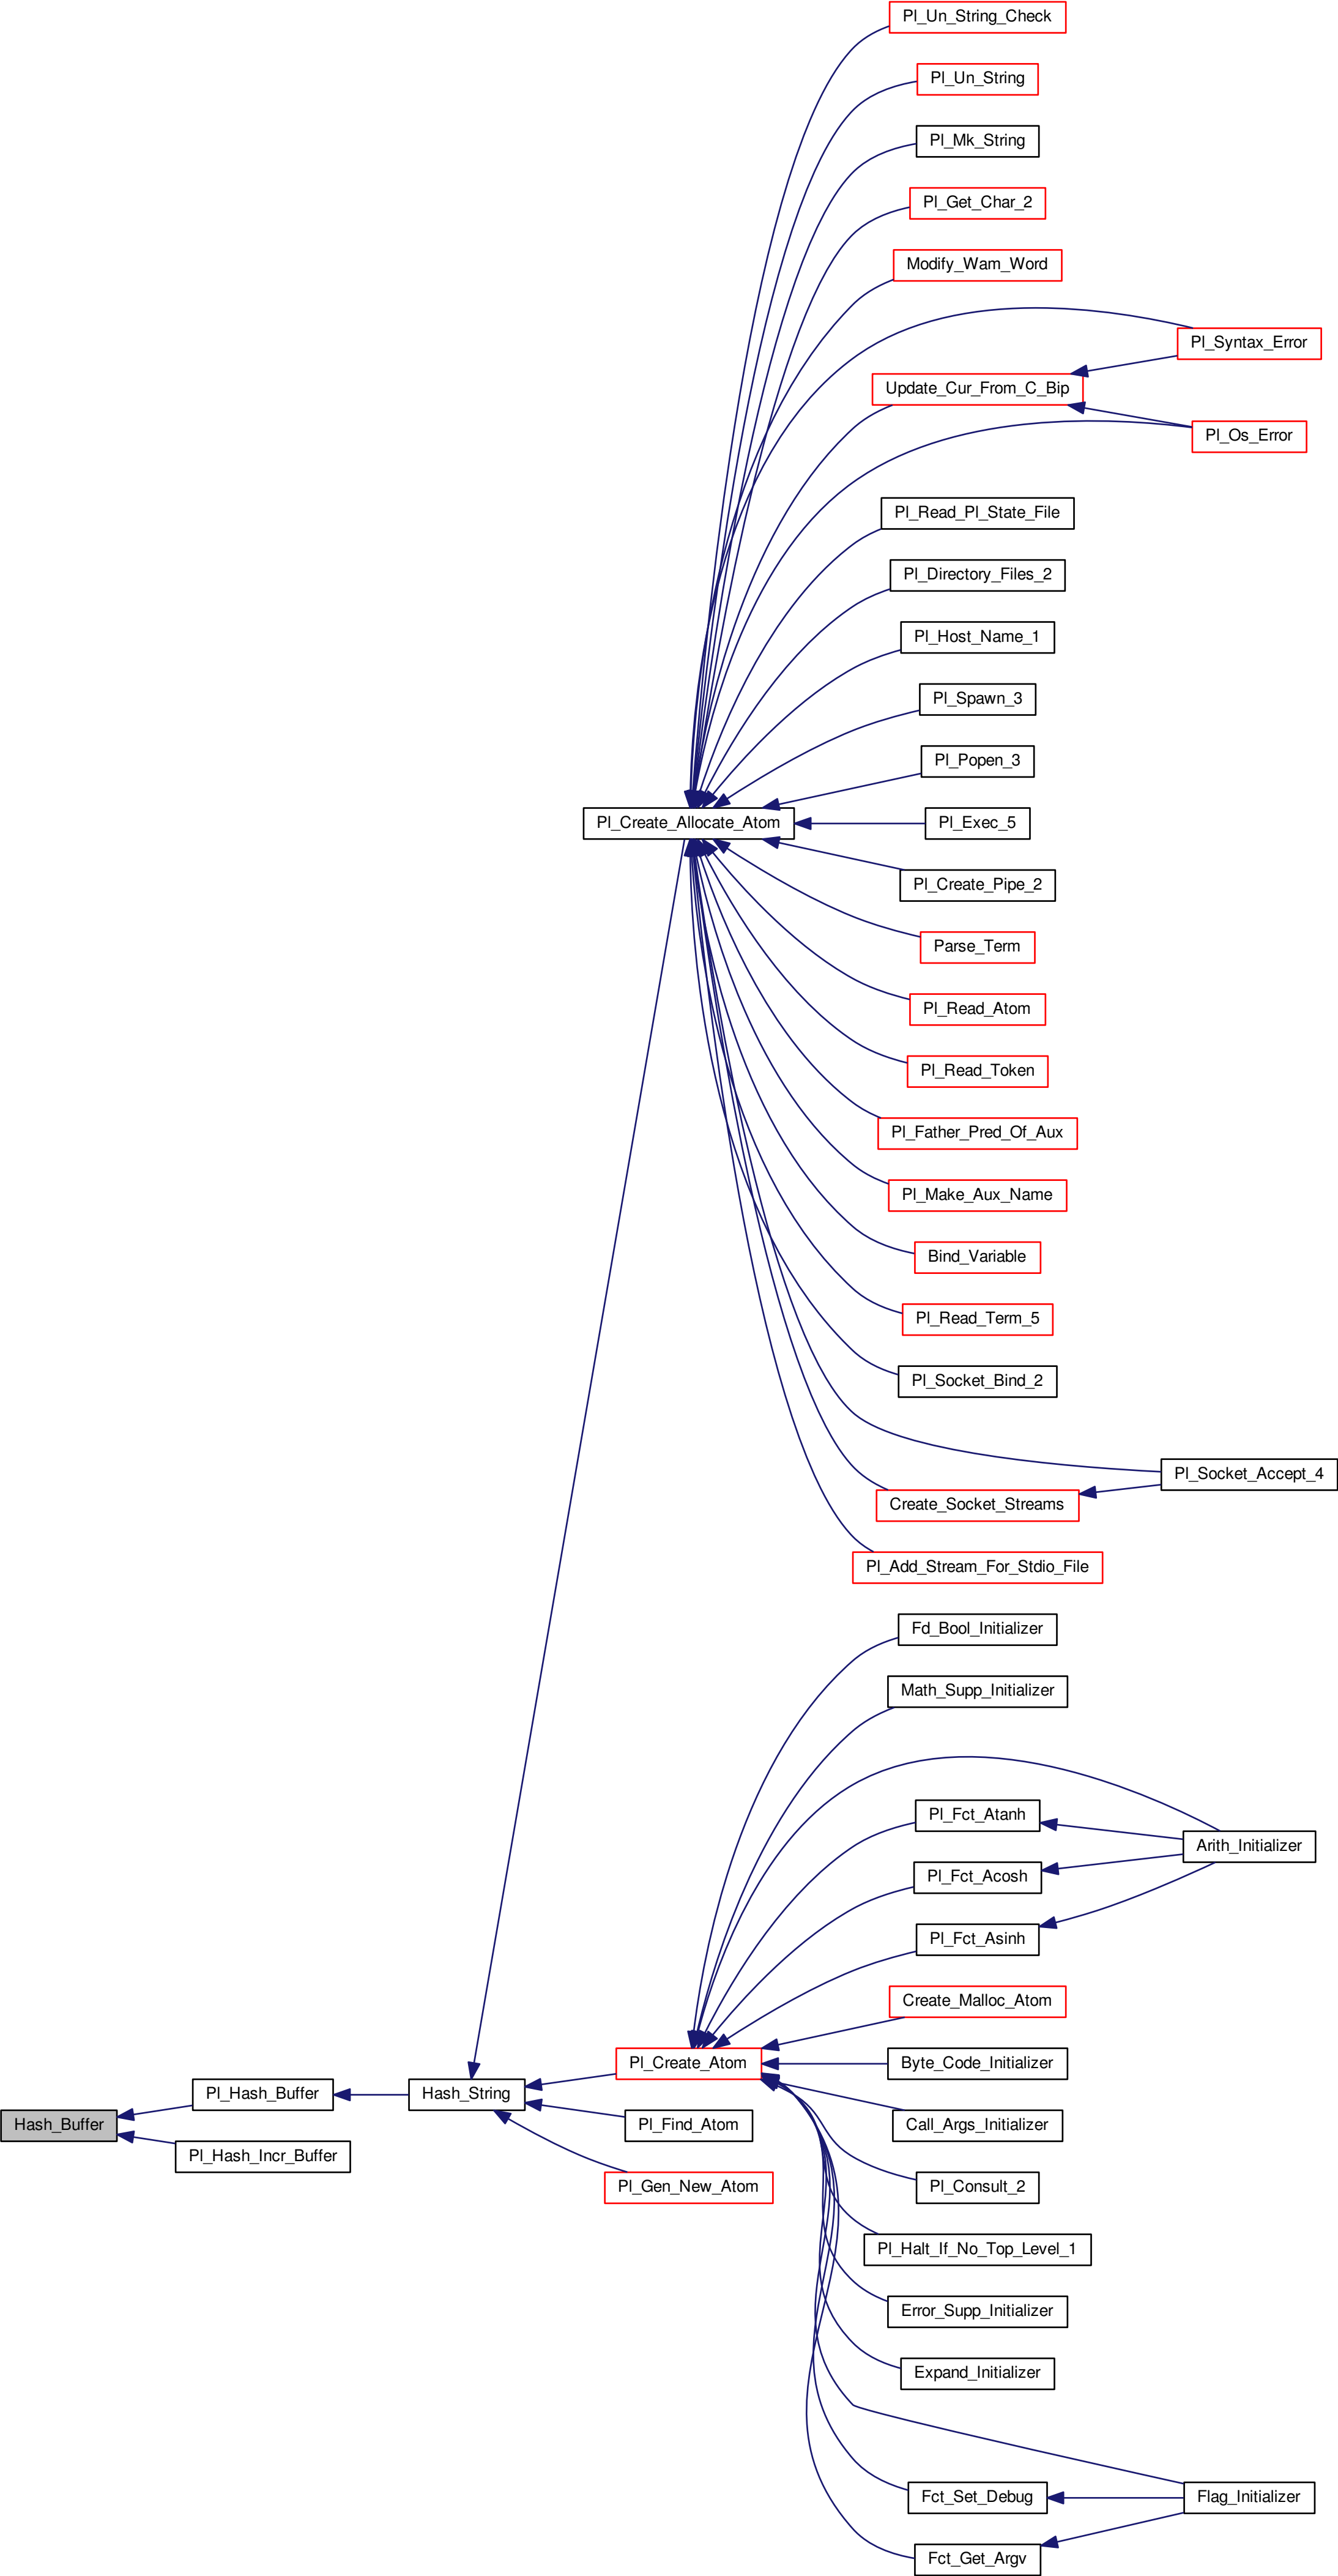 Pl_Un_String_Check
Pl_Un_String
Pl_Mk_String
Pl_Get_Char_2
Modify_Wam_Word
Pl_Syntax_Error
Update_Cur_From_C_Bip
Pl_Os_Error
Pl_Read_Pl_State_File
Pl_Directory_Files_2
Pl_Host_Name_1
Pl_Spawn_3
Pl_Popen_3
Pl_Create_Allocate_Atom
Pl_Exec_5
Pl_Create_Pipe_2
Parse_Term
Pl_Read_Atom
Pl_Read_Token
Pl_Father_Pred_Of_Aux
Pl_Make_Aux_Name
Bind_Variable
Pl_Read_Term_5
Pl_Socket_Bind_2
Pl_Socket_Accept_4
Create_Socket_Streams
Pl_Add_Stream_For_Stdio_File
Fd_Bool_Initializer
Math_Supp_Initializer
Pl_Fct_Atanh
Arith_Initializer
Pl_Fct_Acosh
Pl_Fct_Asinh
Create_Malloc_Atom
Pl_Create_Atom
Byte_Code_Initializer
Pl_Hash_Buffer
Hash_String
Hash_Buffer
Pl_Find_Atom
Call_Args_Initializer
Pl_Hash_Incr_Buffer
Pl_Gen_New_Atom
Pl_Consult_2
Pl_Halt_If_No_Top_Level_1
Error_Supp_Initializer
Expand_Initializer
Fct_Set_Debug
Flag_Initializer
Fct_Get_Argv